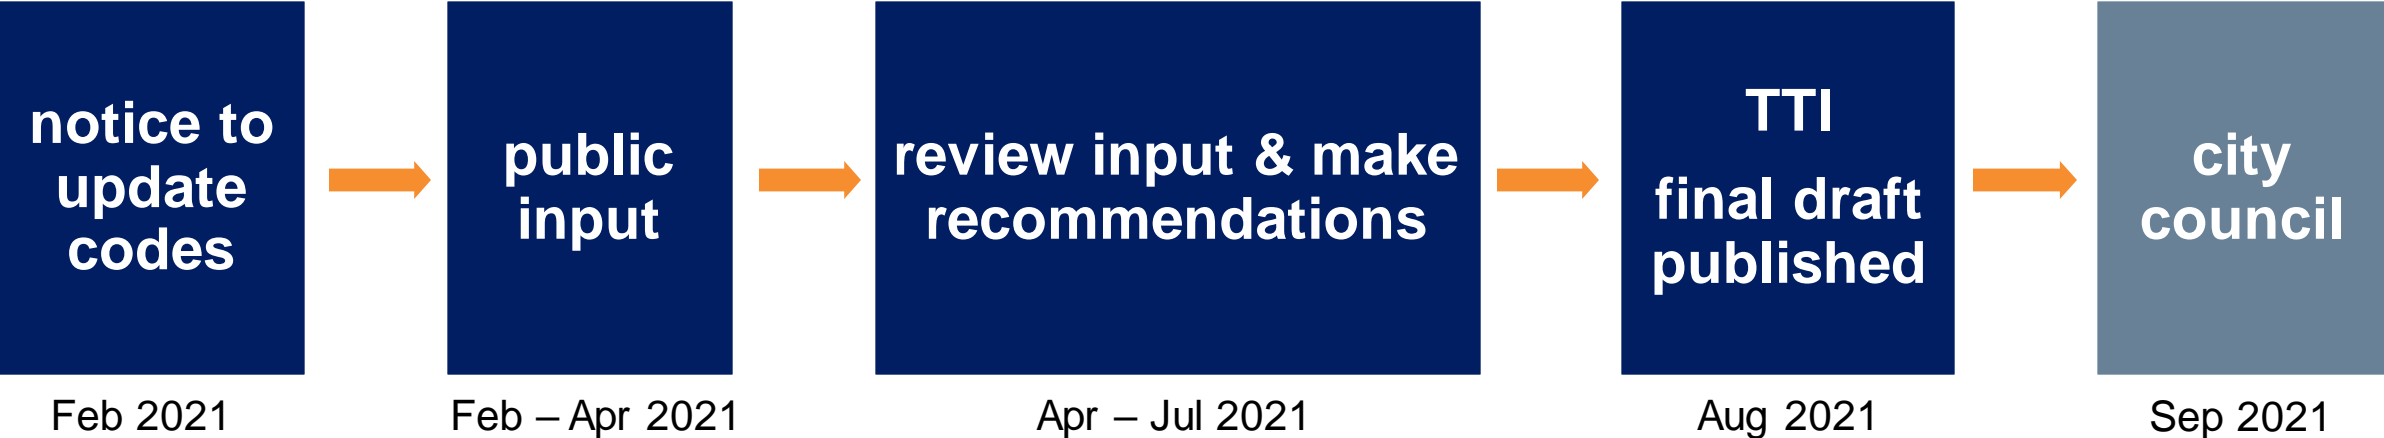 notice to
update
codes
public
input
review input & make
recommendations
TTI
final draft
published
city
council
Feb 2021
Feb – Apr 2021
Apr – Jul 2021
Aug 2021
Sep 2021